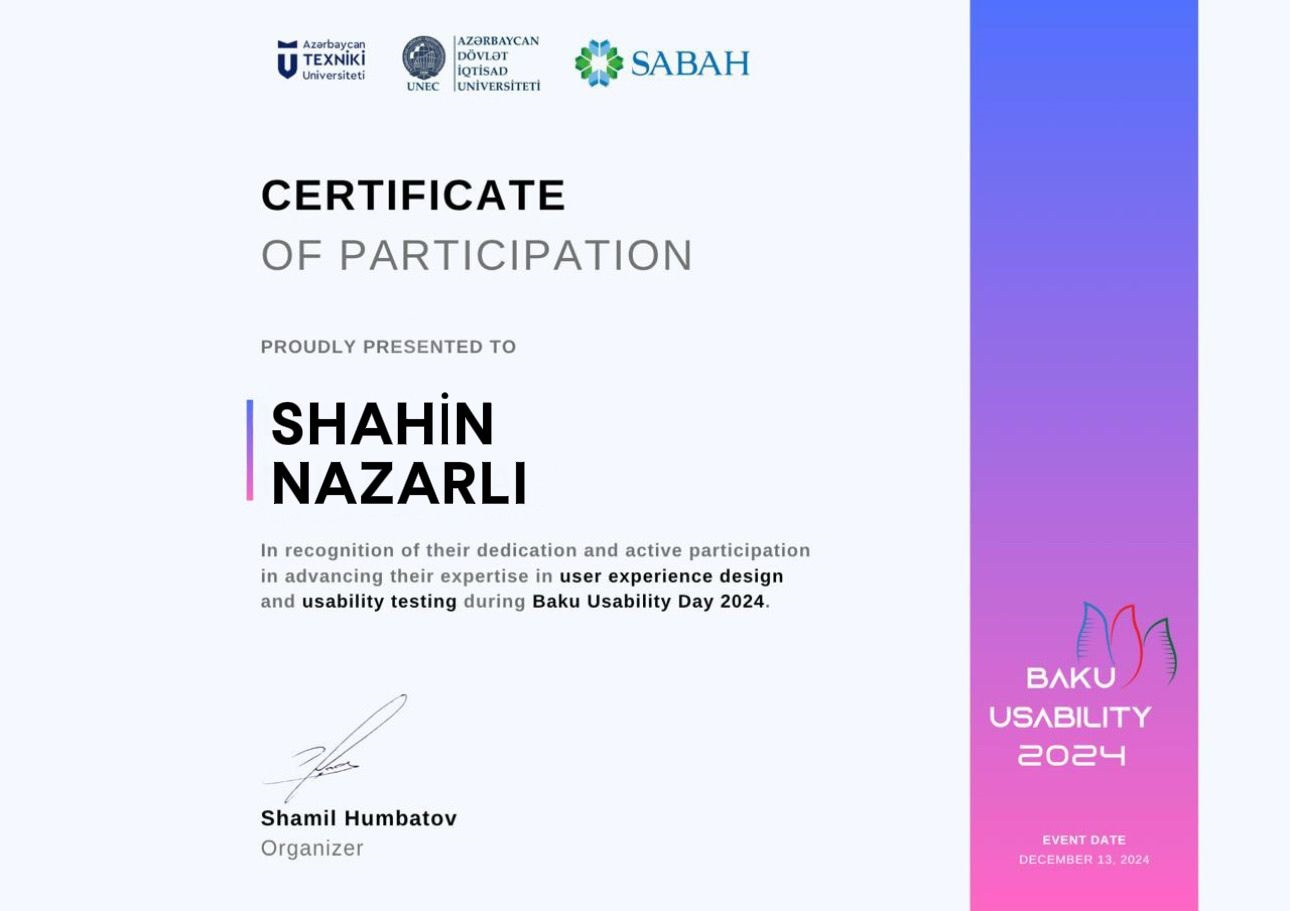 Azərbaycan
TEXNİKİ
Universiteti
UNEC
AZƏRBAYCAN
DÖVLƏT
İQTİSAD
UNİVERSİTETİ
SABAH
CERTIFICATE
OF PARTICIPATION
PROUDLY PRESENTED TO
SHAHİN
NAZARLI
In recognition of their dedication and active participation
in advancing their expertise in user experience design
and usability testing during Baku Usability Day 2024.
Shamil Humbatov
Organizer
BAKU
USABILITY
2024
EVENT DATE
DECEMBER 13, 2024